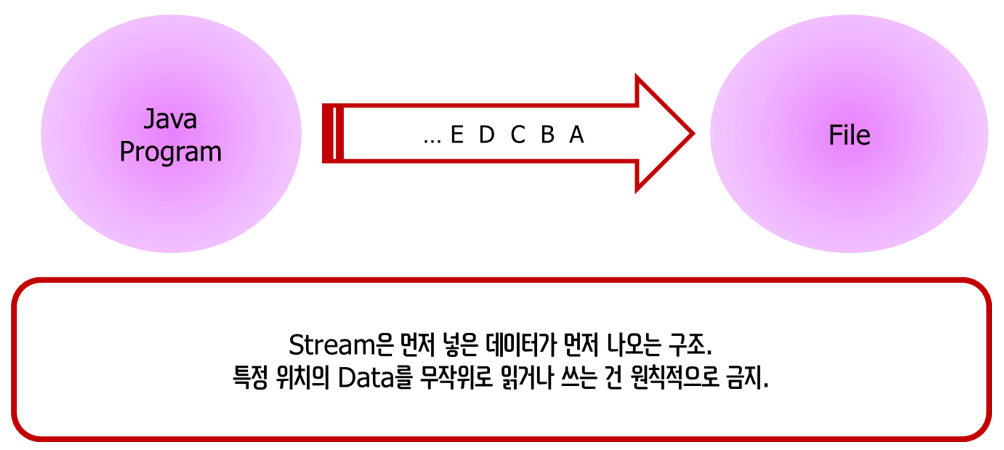 Java
Program
... E D C B A
File
Stream은 먼저 넣은 데이터가 먼저 나오는 구조.
특정 위치의 Data를 무작위로 읽거나 쓰는 건 원칙적으로 금지.